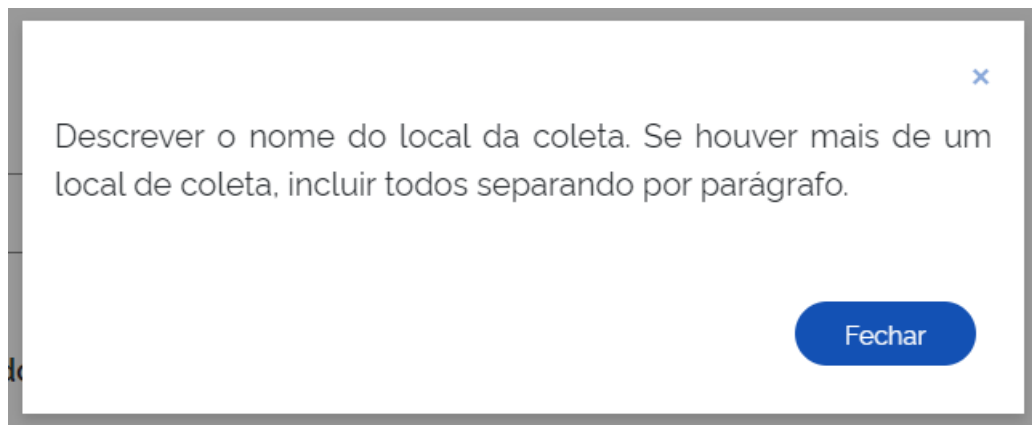 ×
Descrever o nome do local da coleta. Se houver mais de um
local de coleta, incluir todos separando por parágrafo.
Fechar